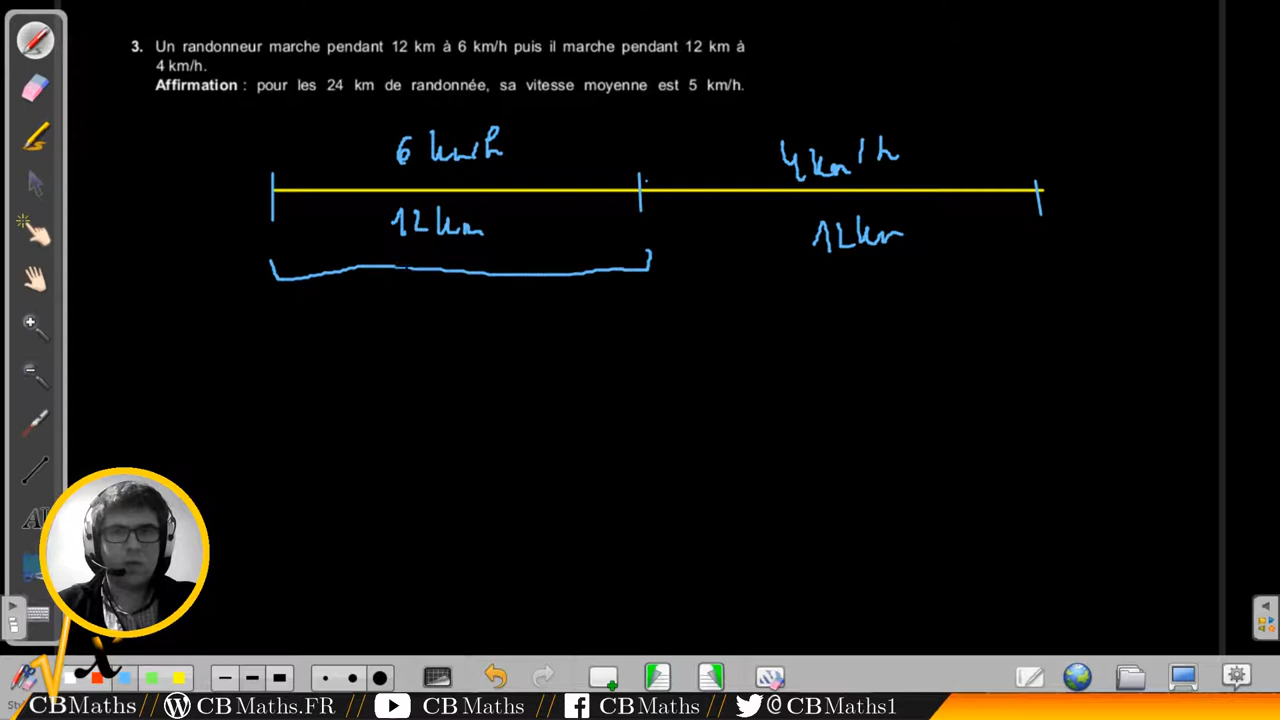 3. Un randonneur marche pendant 12 km à 6 km/h puis il marche pendant 12 km à
4 km/h.
Affirmation : pour les 24 km de randonnée, sa vitesse moyenne est 5 km/h.
6 km/h
4 km/h
12 km
12 km
CBMaths
CBMaths.FR
CBMaths
CBMaths
@CBMaths1